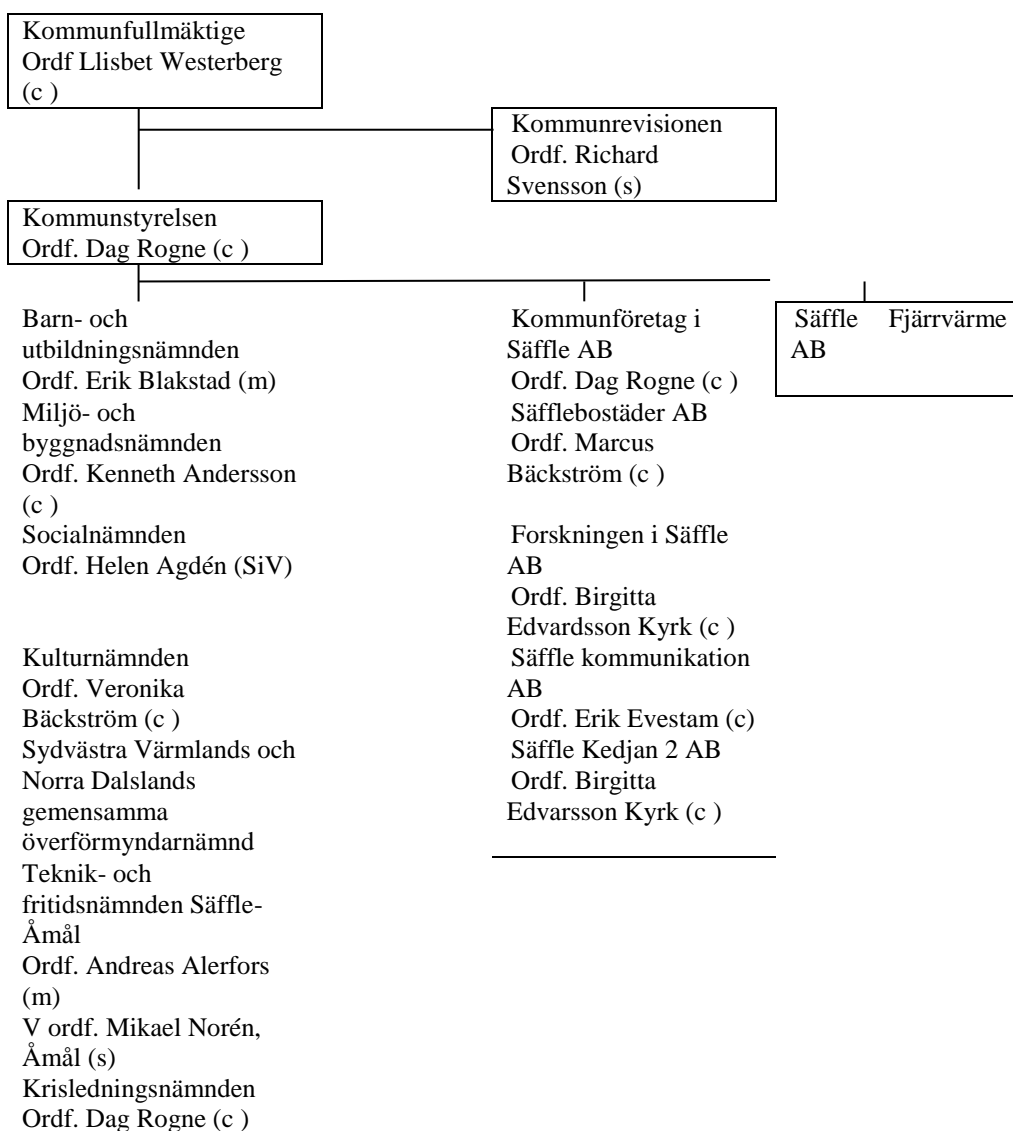 Kommunfullmäktige
Ordf Llisbet Westerberg
(c )
Kommunrevisionen
Ordf. Richard
Svensson (s)
Kommunstyrelsen
Ordf. Dag Rogne (c )
Barn- och
utbildningsnämnden
Ordf. Erik Blakstad (m)
Miljö- och
byggnadsnämnden
Ordf. Kenneth Andersson
(c )
Socialnämnden
Ordf. Helen Agdén (SiV)
Kulturnämnden
Ordf. Veronika
Bäckström (c )
Sydvästra Värmlands och
Norra Dalslands
gemensamma
överförmyndarnämnd
Teknik- och
fritidsnämnden Säffle-
Åmål
Ordf. Andreas Alerfors
(m)
V ordf. Mikael Norén,
Åmål (s)
Krisledningsnämnden
Ordf. Dag Rogne (c )
Kommunföretag i
Säffle AB
Ordf. Dag Rogne (c )
Säfflebostäder AB
Ordf. Marcus
Bäckström (c )
Forskningen i Säffle
AB
Ordf. Birgitta
Edvardsson Kyrk (c )
Säffle kommunikation
AB
Ordf. Erik Evestam (c)
Säffle Kedjan 2 AB
Ordf. Birgitta
Edvarsson Kyrk (c )
Säffle Fjärrvärme
AB